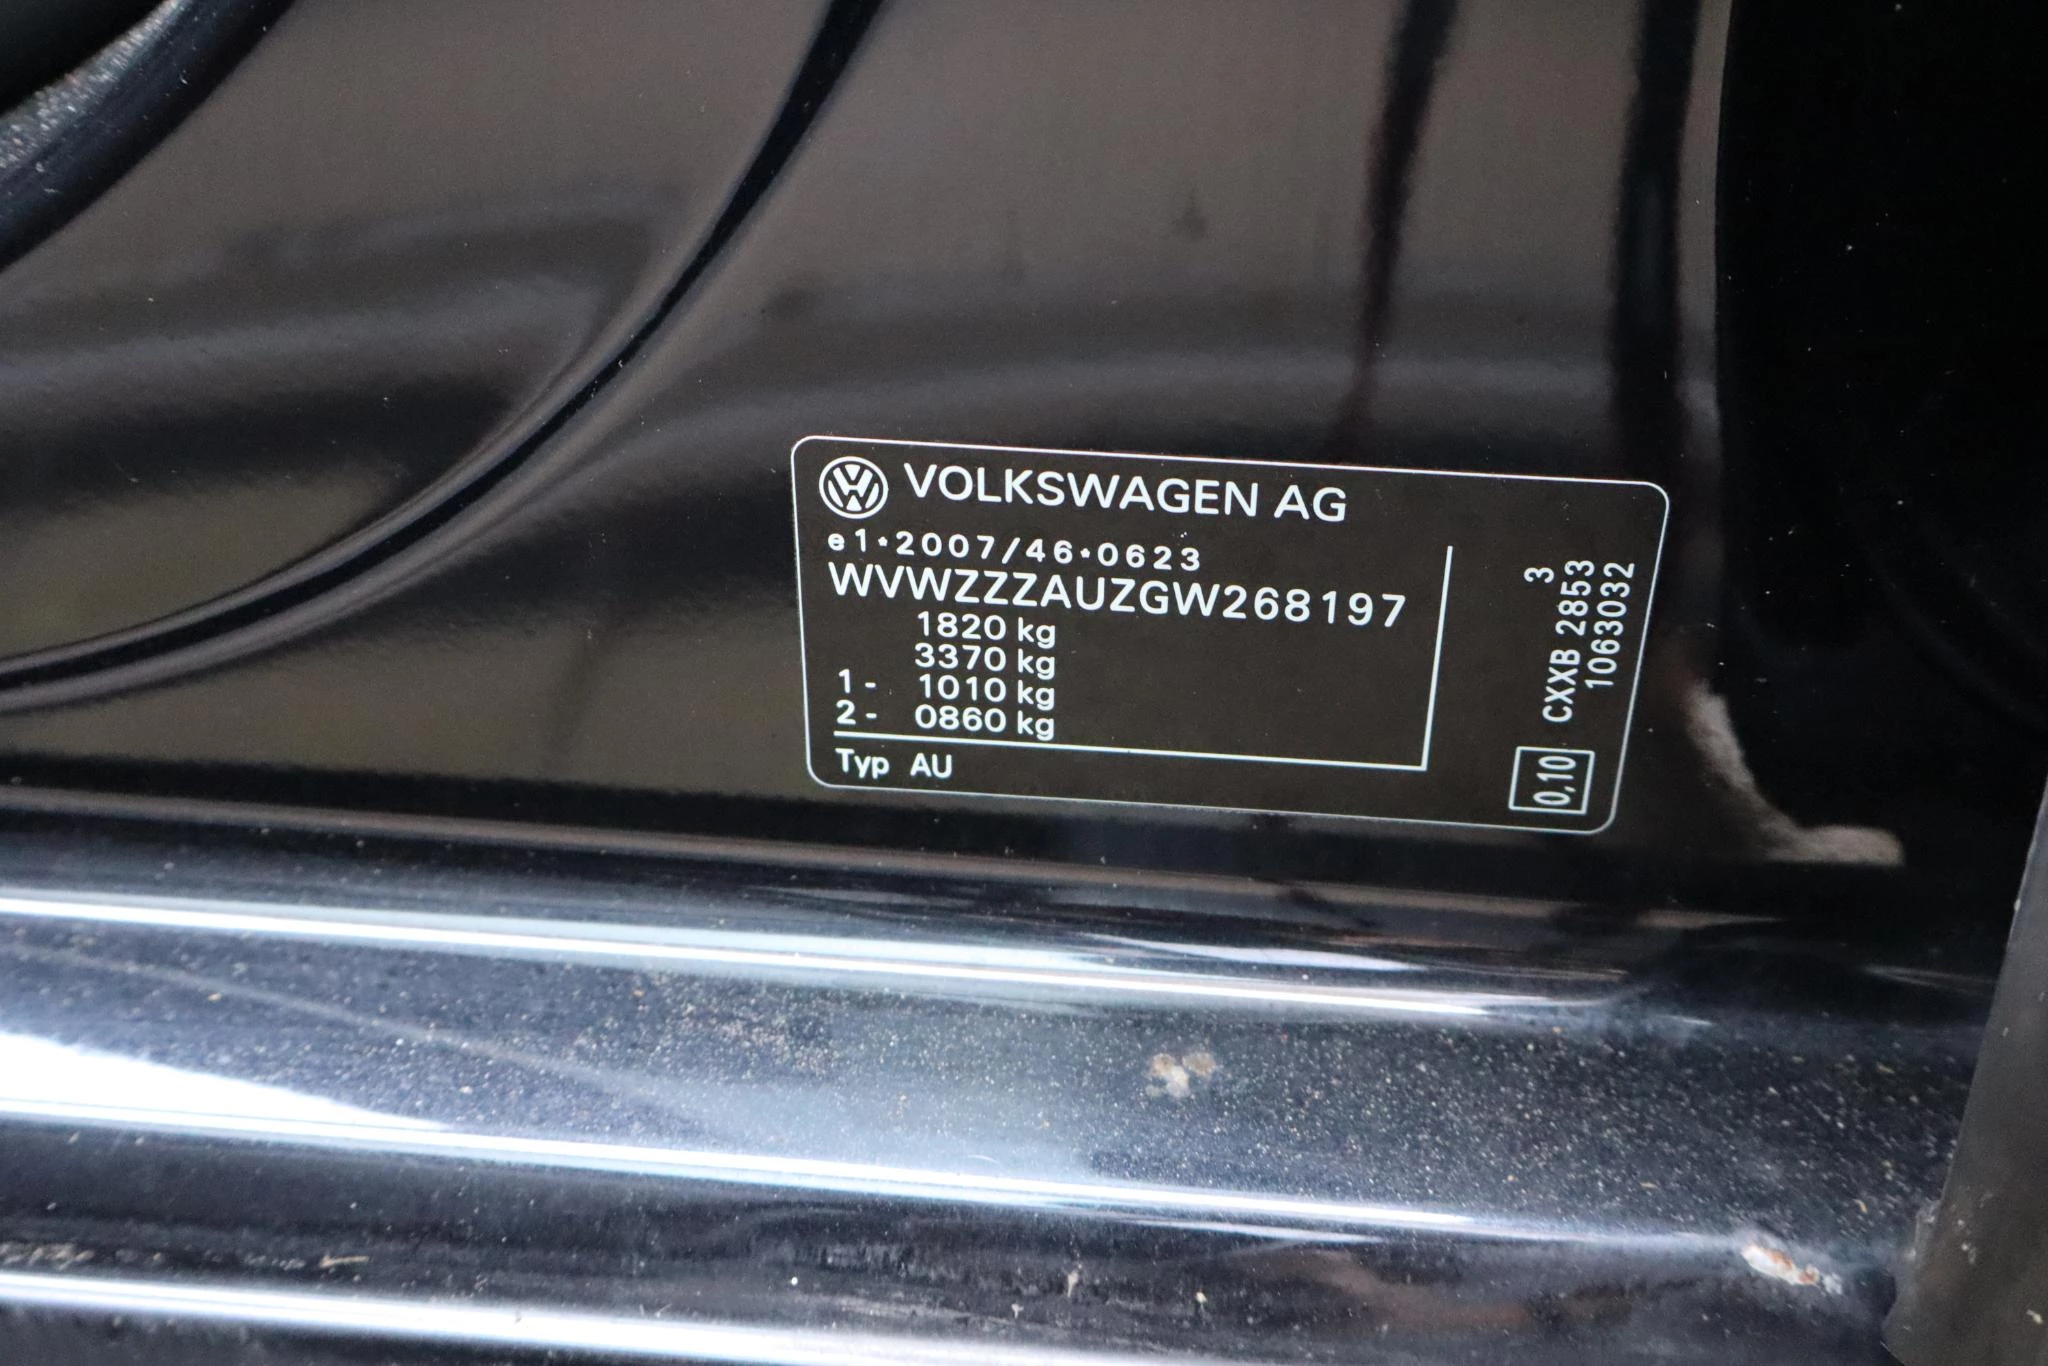 VOLKSWAGEN AG
e1*2007/46*0623
WVWZZZAUZGW268197
1820 kg
3370 kg
1- 1010 kg
2- 0860 kg
Typ AU
3
CXXB 2853
1063032
0,10